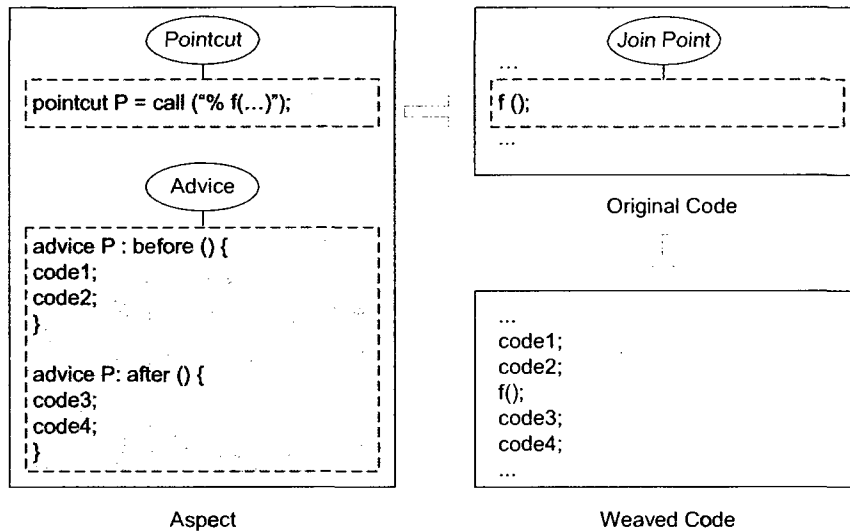 Pointcut
pointcut P = call ("% f(...)");
Advice
advice P : before () {
code1;
code2;
}
advice P: after () {
code3;
code4;
}
Aspect
Join Point
...
f ();
...
Original Code
...
code1;
code2;
f();
code3;
code4;
...
Weaved Code